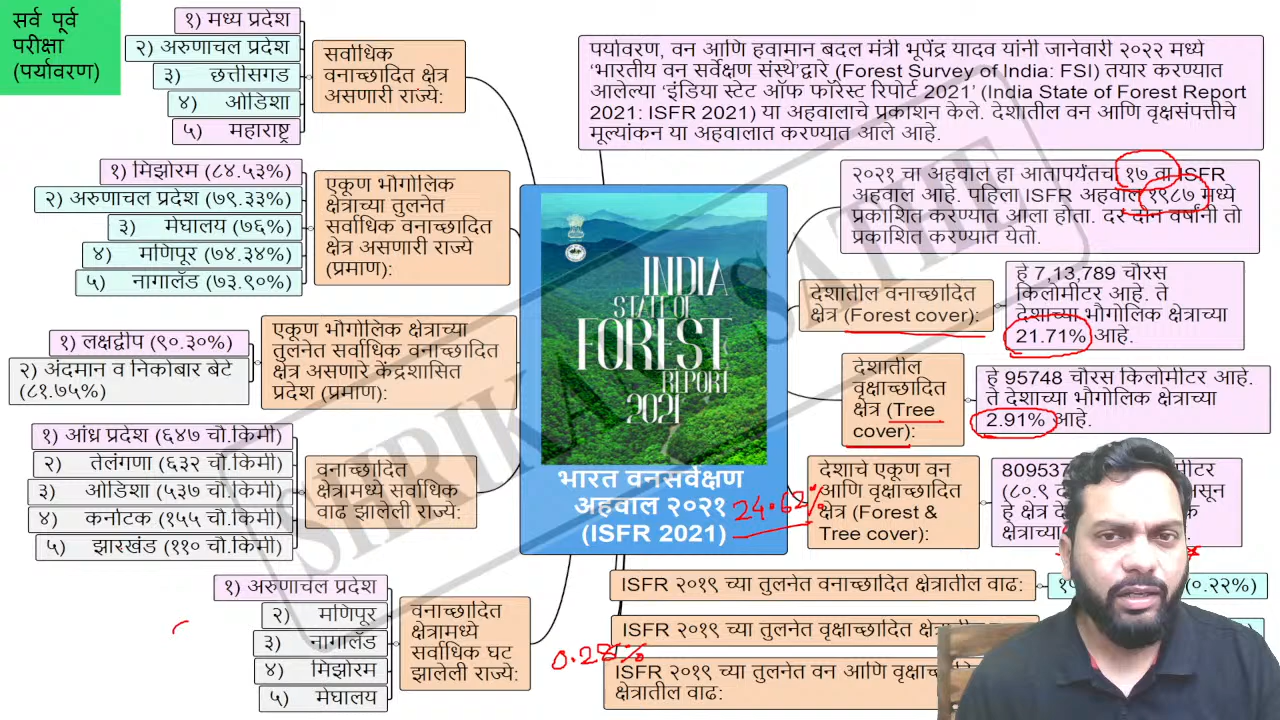 सर्व पूर्व
परीक्षा
(पर्यावरण)
१) मध्य प्रदेश
२) अरुणाचल प्रदेश
३) छत्तीसगड
४) ओडिशा
५) महाराष्ट्र
सर्वाधिक
वनाच्छादित क्षेत्र
असणारी राज्ये:
पर्यावरण, वन आणि हवामान बदल मंत्री भूपेंद्र यादव यांनी जानेवारी २०२२ मध्ये
'भारतीय वन सर्वेक्षण संस्थे'द्वारे (Forest Survey of India: FSI) तयार करण्यात
आलेल्या 'इंडिया स्टेट ऑफ फॉरेस्ट रिपोर्ट 2021' (India State of Forest Report
2021: ISFR 2021) या अहवालाचे प्रकाशन केले. देशातील वन आणि वृक्षसंपत्तीचे
मूल्यांकन या अहवालात करण्यात आले आहे.
१) मिझोरम (८४.५३%)
२) अरुणाचल प्रदेश (७९.३३%)
३) मेघालय (७६%)
४) मणिपूर (७४.३४%)
५) नागालॅंड (७३.९०%)
एकूण भौगोलिक
क्षेत्राच्या तुलनेत
सर्वाधिक वनाच्छादित
क्षेत्र असणारी राज्ये
(प्रमाण):
२०२१ चा अहवाल हा आतापर्यंतचा १७ वा ISFR
अहवाल आहे. पहिला ISFR अहवाल १९८७ मध्ये
प्रकाशित करण्यात आला होता. दर दोन वर्षांनी तो
प्रकाशित करण्यात येतो.
देशातील वनाच्छादित
क्षेत्र (Forest cover):
हे 7,13,789 चौरस
किलोमीटर आहे. ते
देशाच्या भौगोलिक क्षेत्राच्या
21.71% आहे.
१) लक्षद्वीप (९०.३०%)
२) अंदमान व निकोबार बेटे
(८१.७५%)
एकूण भौगोलिक क्षेत्राच्या
तुलनेत सर्वाधिक वनाच्छादित
क्षेत्र असणारे केंद्रशासित
प्रदेश (प्रमाण):
देशातील
वृक्षाच्छादित
क्षेत्र (Tree
cover):
हे 95748 चौरस किलोमीटर आहे.
ते देशाच्या भौगोलिक क्षेत्राच्या
2.91% आहे.
१) आंध्र प्रदेश (६४७ चौ.किमी)
२) तेलंगणा (६३२ चौ.किमी)
३) ओडिशा (५३७ चौ.किमी)
४) कर्नाटक (१५५ चौ.किमी)
५) झारखंड (११० चौ.किमी)
वनाच्छादित
क्षेत्रामध्ये सर्वाधिक
वाढ झालेली राज्ये:
INDIA
STATE OF
FOREST
REPORT
2021
भारत वनसर्वेक्षण
अहवाल २०२१
(ISFR 2021)
24.62%
देशाचे एकूण वन
आणि वृक्षाच्छादित
क्षेत्र (Forest &
Tree cover):
असून
हे क्षेत्र
क्षेत्राच्या
१) अरुणाचल प्रदेश
२) मणिपूर
३) नागालॅंड
४) मिझोरम
५) मेघालय
वनाच्छादित
क्षेत्रामध्ये
सर्वाधिक घट
झालेली राज्ये:
ISFR २०१९ च्या तुलनेत वनाच्छादित क्षेत्रातील वाढ:
(०.२२%)
ISFR २०१९ च्या तुलनेत वृक्षाच्छादित
ISFR २०१९ च्या तुलनेत वन आणि
क्षेत्रातील वाढ:
SHRIKANT SATHE